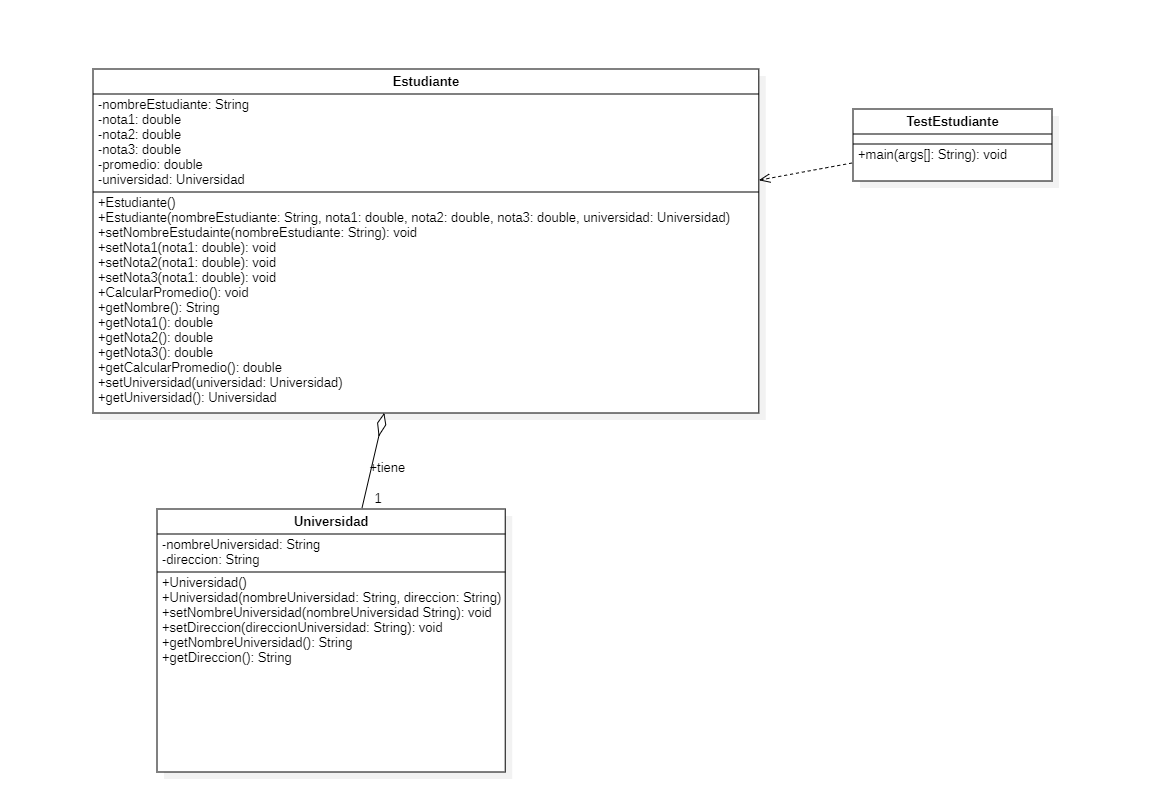 Estudiante
-nombreEstudiante: String
-nota1: double
-nota2: double
-nota3: double
-promedio: double
-universidad: Universidad
+Estudiante()
+Estudiante(nombreEstudiante: String, nota1: double, nota2: double, nota3: double, universidad: Universidad)
+setNombreEstudainte(nombreEstudiante: String): void
+setNota1(nota1: double): void
+setNota2(nota1: double): void
+setNota3(nota1: double): void
+CalcularPromedio(): void
+getNombre(): String
+getNota1(): double
+getNota2(): double
+getNota3(): double
+getCalcularPromedio(): double
+setUniversidad(universidad: Universidad)
+getUniversidad(): Universidad
TestEstudiante
+main(args[]: String): void
+tiene
1
Universidad
-nombreUniversidad: String
-direccion: String
+Universidad()
+Universidad(nombreUniversidad: String, direccion: String)
+setNombreUniversidad(nombreUniversidad String): void
+setDireccion(direccionUniversidad: String): void
+getNombreUniversidad(): String
+getDireccion(): String